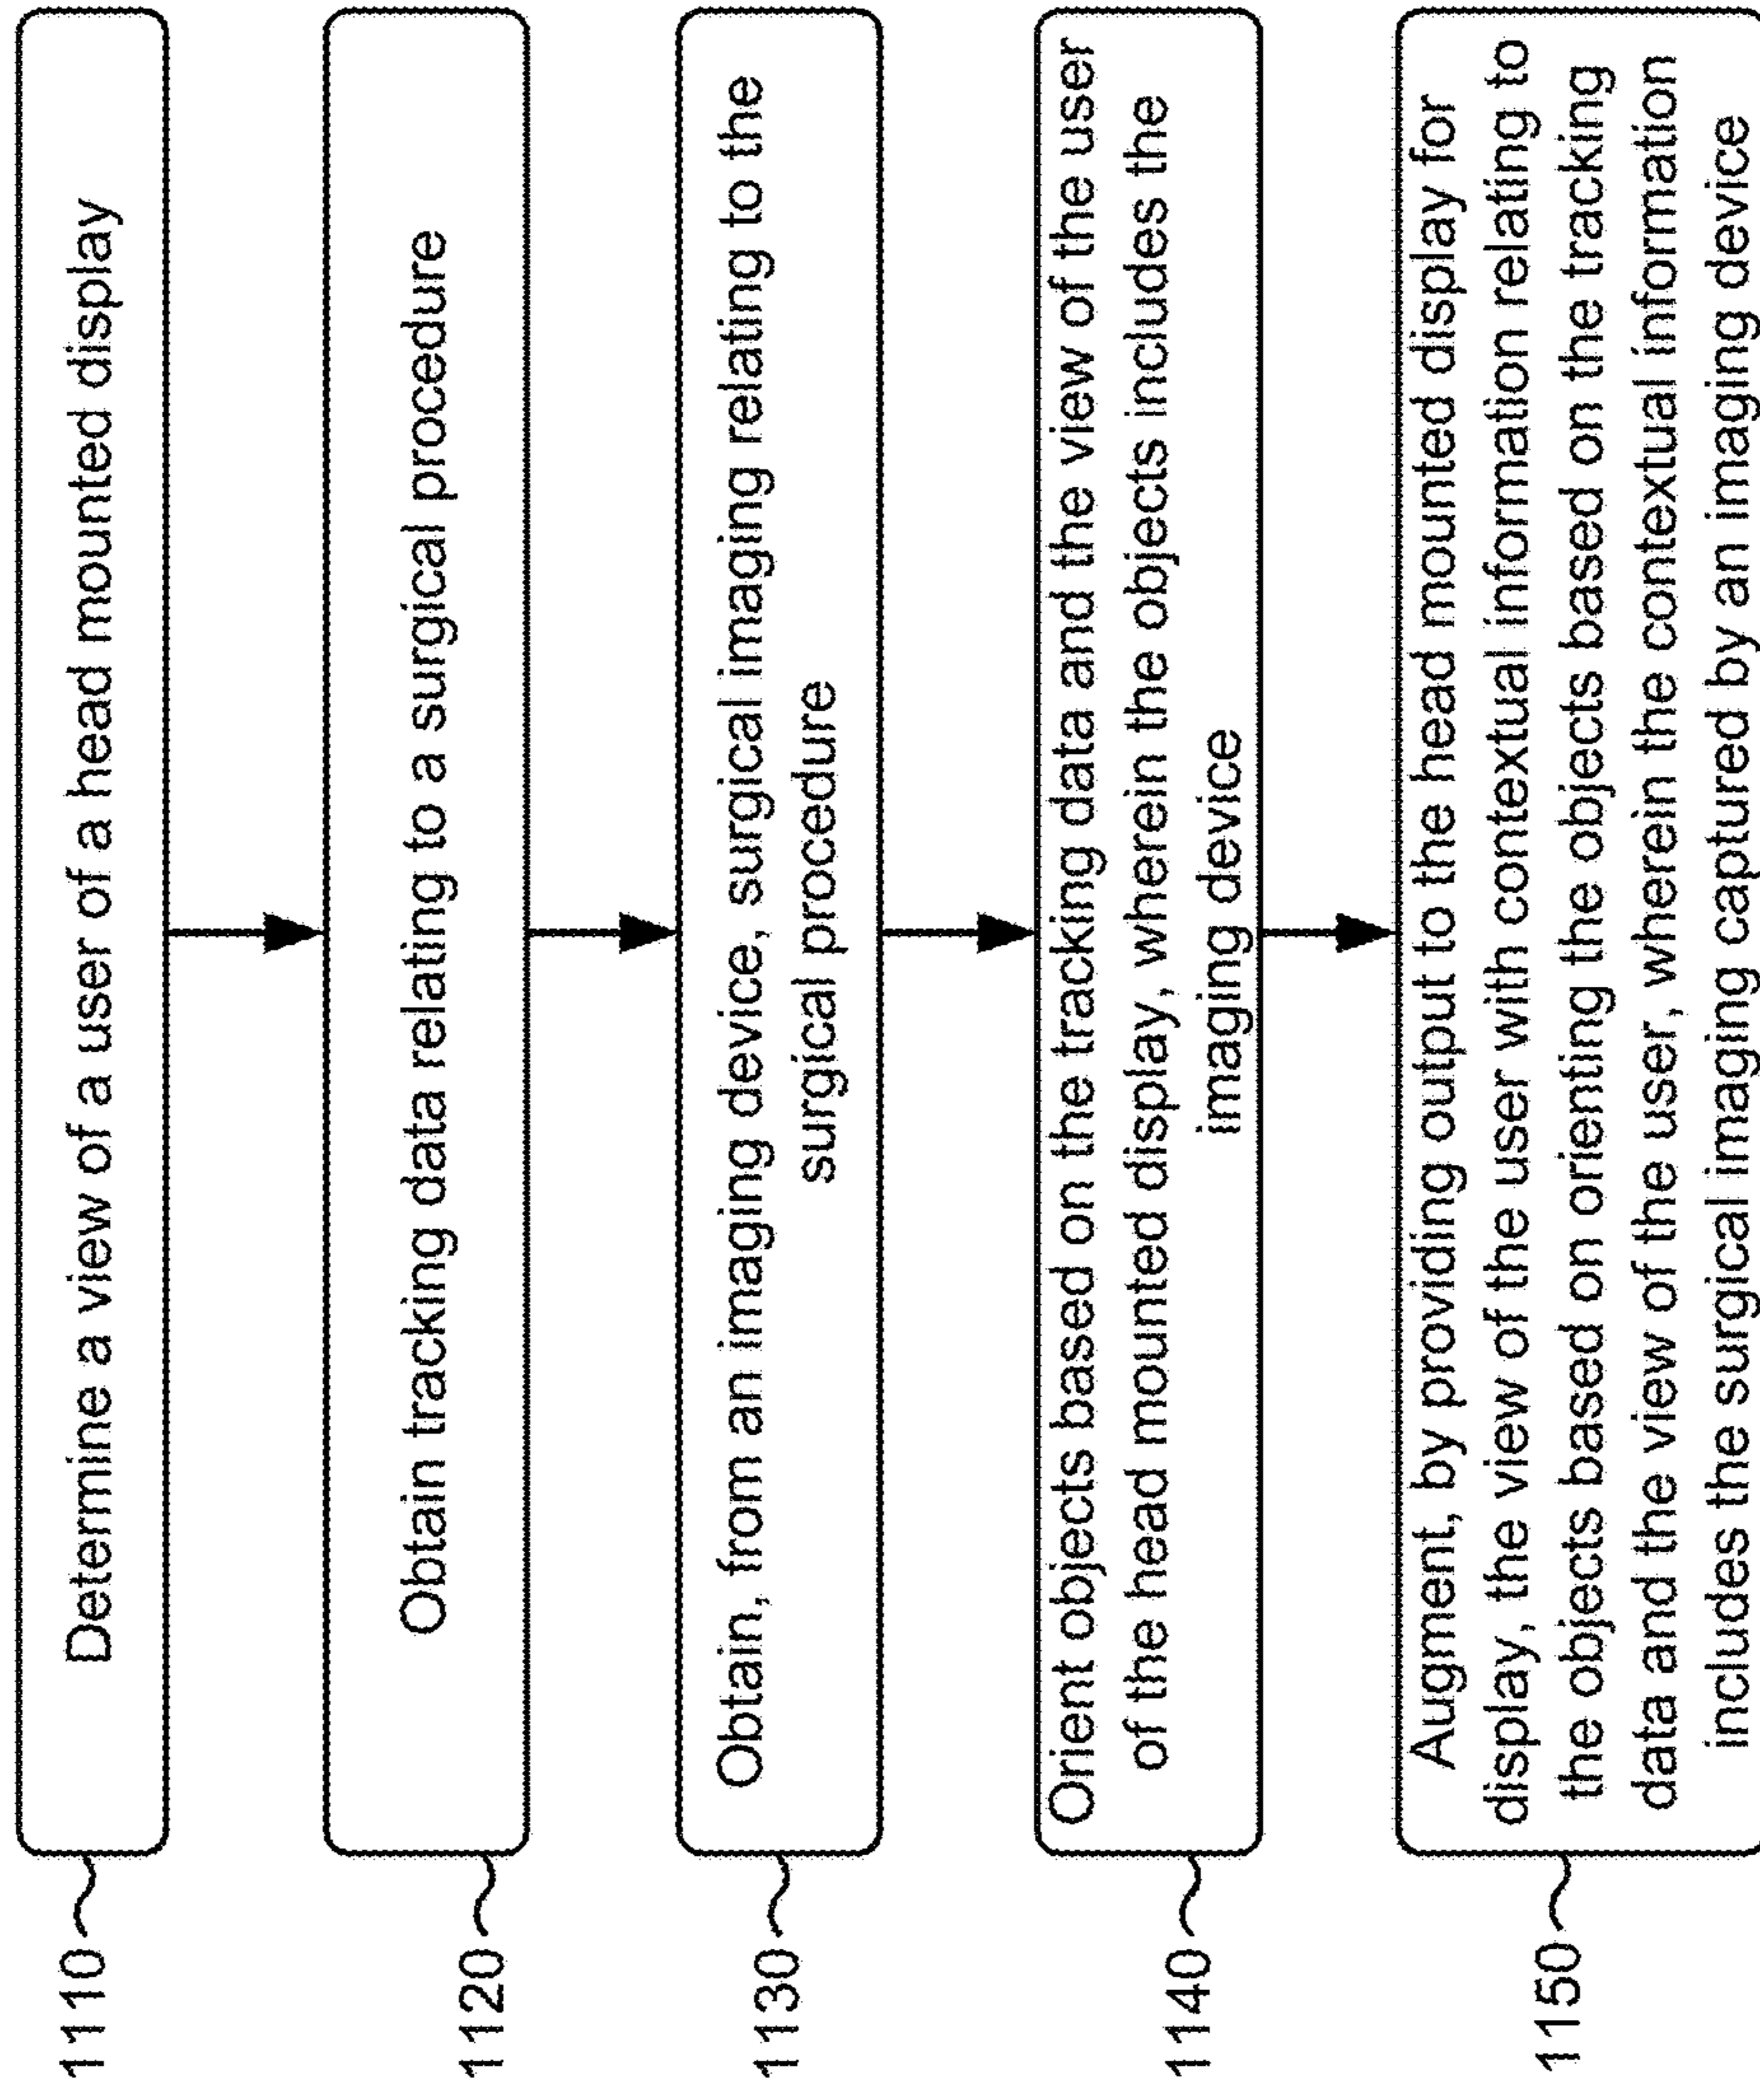 1110
Determine a view of a user of a head mounted display
1120
Obtain tracking data relating to a surgical procedure
1130
Obtain, from an imaging device, surgical imaging relating to the
surgical procedure
1140
Orient objects based on the tracking data and the view of the user
of the head mounted display, wherein the objects includes the
imaging device
1150
Augment, by providing output to the head mounted display for
display, the view of the user with contextual information relating to
the objects based on orienting the objects based on the tracking
data and the view of the user, wherein the contextual information
includes the surgical imaging captured by an imaging device